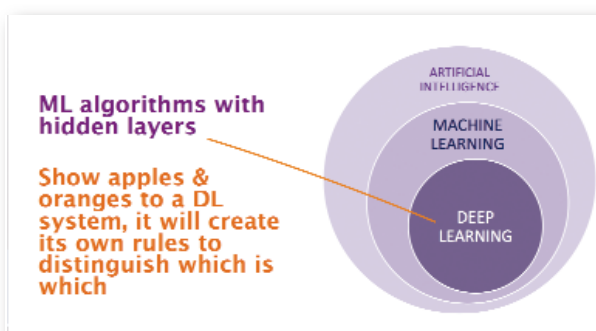 ML algorithms with
hidden layers
Show apples &
oranges to a DL
system, it will create
its own rules to
distinguish which is
which
ARTIFICIAL
INTELLIGENCE
MACHINE
LEARNING
DEEP
LEARNING